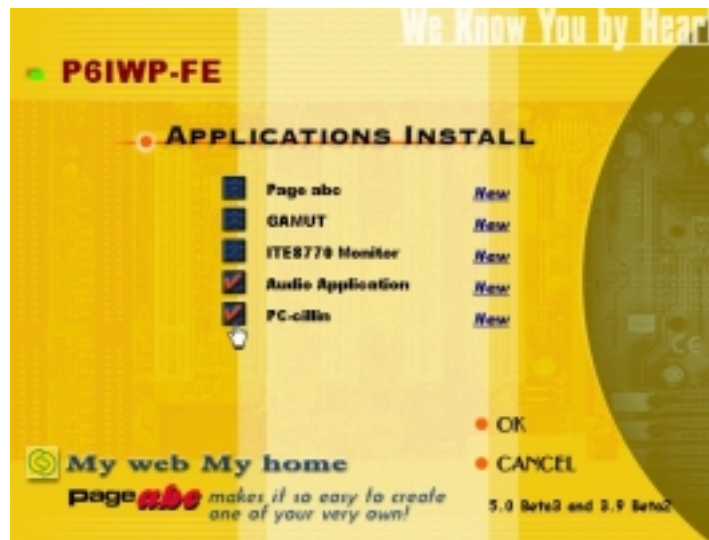 We Know You by Hear
P6IWP-FE
APPLICATIONS INSTALL
Page abc New
GAMUT New
ITE8770 Monitor New
Audio Application New
PC-cillin New
OK
My web My home
CANCEL
page abc makes it so easy to create
one of your very own!
5.0 Beta3 and 3.9 Beta2
CE